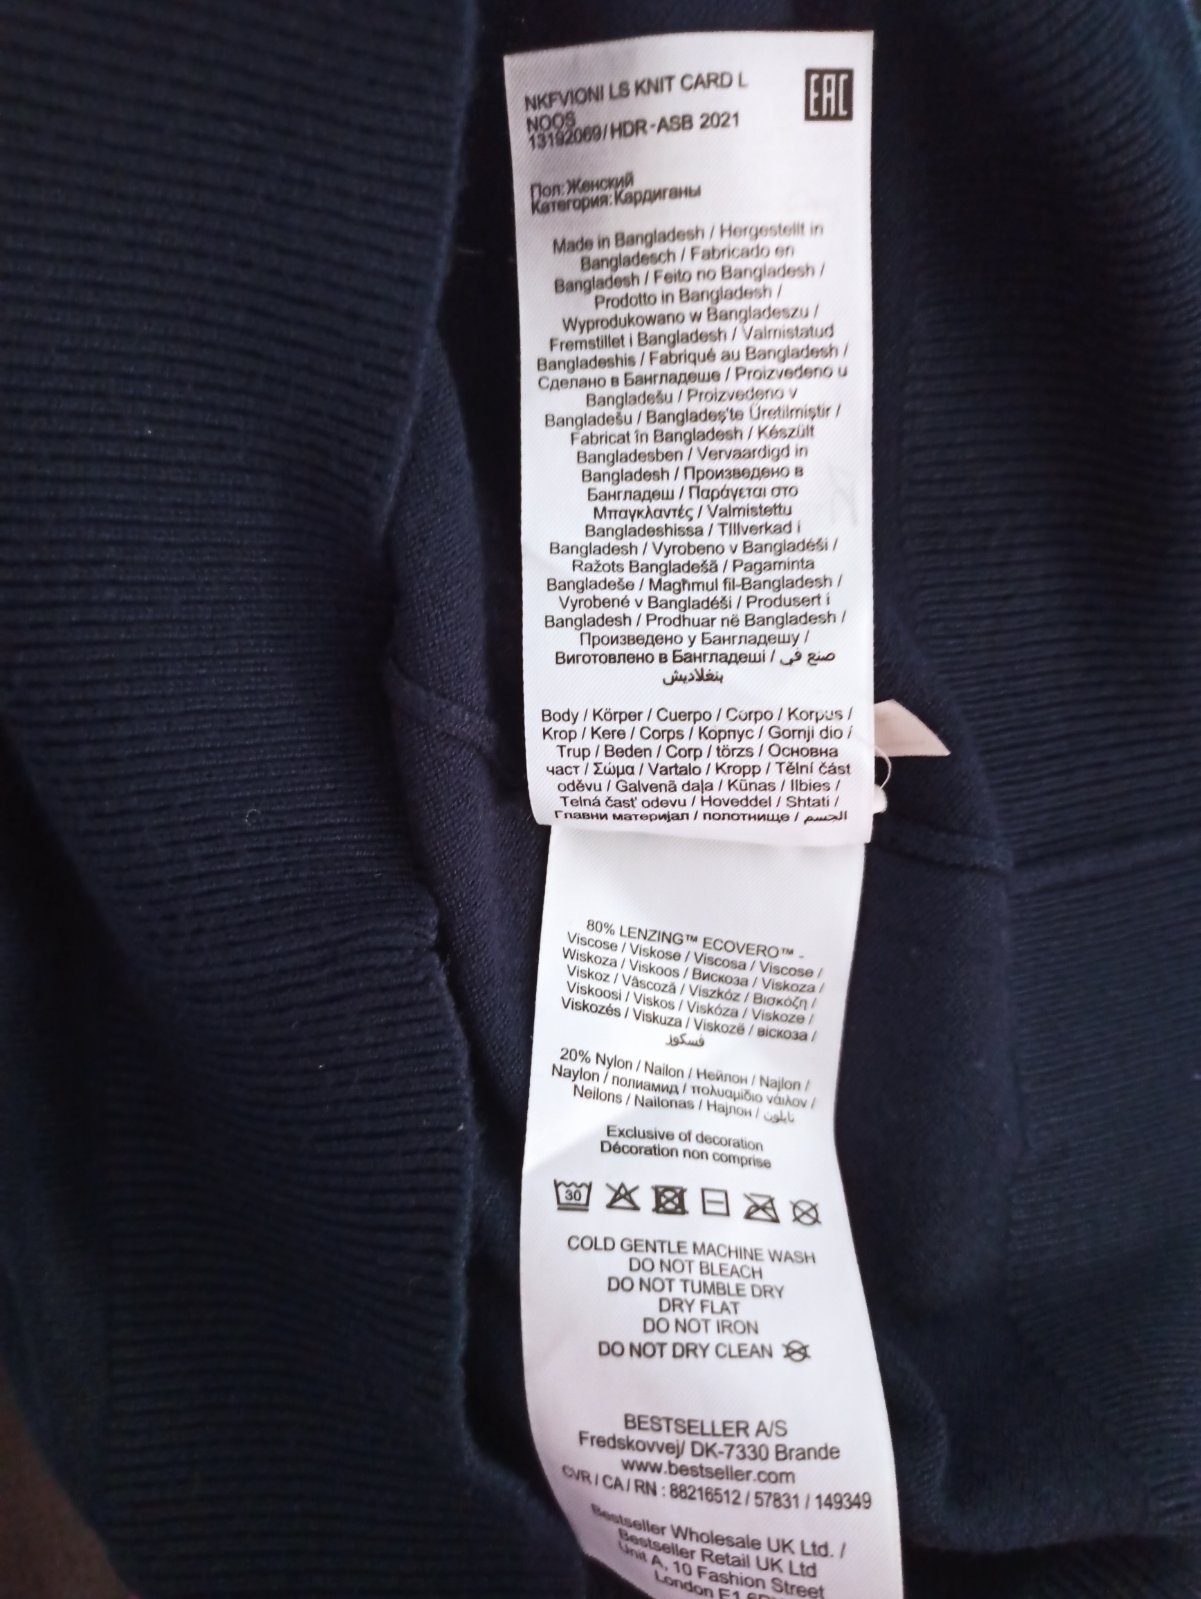 NKFVIONI LS KNIT CARD L
EAC
NOOS
13192069/HDR-ASB 2021
Пол: Женский
Категория: Кардиганы
Made in Bangladesh / Hergestellt in
Bangladesch / Fabricado en
Bangladesh / Feito no Bangladesh /
Prodotto in Bangladesh /
Wyprodukowano w Bangladeszu /
Fremstillet i Bangladesh / Valmistatud
Bangladeshis / Fabriqué au Bangladesh /
Сделано в Бангладеше / Proizvedeno u
Bangladešu / Proizvedeno v
Bangladešu / Bangladeş'te Üretilmiştir /
Fabricat în Bangladesh / Készült
Bangladesben / Vervaardigd in
Bangladesh / Произведено в
Бангладеш / Παράγεται στο
Μπαγκλαντές / Valmistettu
Bangladeshissa / TIllverkad i
Bangladesh / Vyrobeno v Bangladéši /
Ražots Bangladešā / Pagaminta
Bangladeše / Magħmul fil-Bangladesh /
Vyrobené v Bangladéši / Produsert i
Bangladesh / Prodhuar në Bangladesh /
Произведено у Бангладешу /
Виготовлено в Бангладеші / صنع في
بنغلاديش
Body / Körper / Cuerpo / Corpo / Korpus /
Krop / Kere / Corps / Корпус / Gornji dio /
Trup / Beden / Corp / törzs / Основна
част / Σώμα / Vartalo / Kropp / Tělní část
oděvu / Galvenā daļa / Kūnas / Ilbies /
Telná časť odevu / Hoveddel / Shtati /
Главни материјал / полотнище / الجسم
80% LENZING™ ECOVERO™ -
Viscose / Viskose / Viscosa / Viscose /
Wiskoza / Viskoos / Вискоза / Viskoza /
Viskoz / Vâscoză / Viszkóz / Βισκόζη /
Viskoosi / Viskos / Viskóza / Viskoze /
Viskozės / Viskuza / Viskozë / віскоза /
فسكوز
20% Nylon / Nailon / Нейлон / Najlon /
Naylon / полиамид / πολυαμίδιο νάιλον /
Neilons / Nailonas / Најлон / نايلون
Exclusive of decoration
Décoration non comprise
30
COLD GENTLE MACHINE WASH
DO NOT BLEACH
DO NOT TUMBLE DRY
DRY FLAT
DO NOT IRON
DO NOT DRY CLEAN
BESTSELLER A/S
Fredskovvej/ DK-7330 Brande
www.bestseller.com
CVR / CA / RN : 88216512 / 57831 / 149349
Bestseller Wholesale UK Ltd. /
Bestseller Retail UK Ltd
Unit A, 10 Fashion Street
London E1